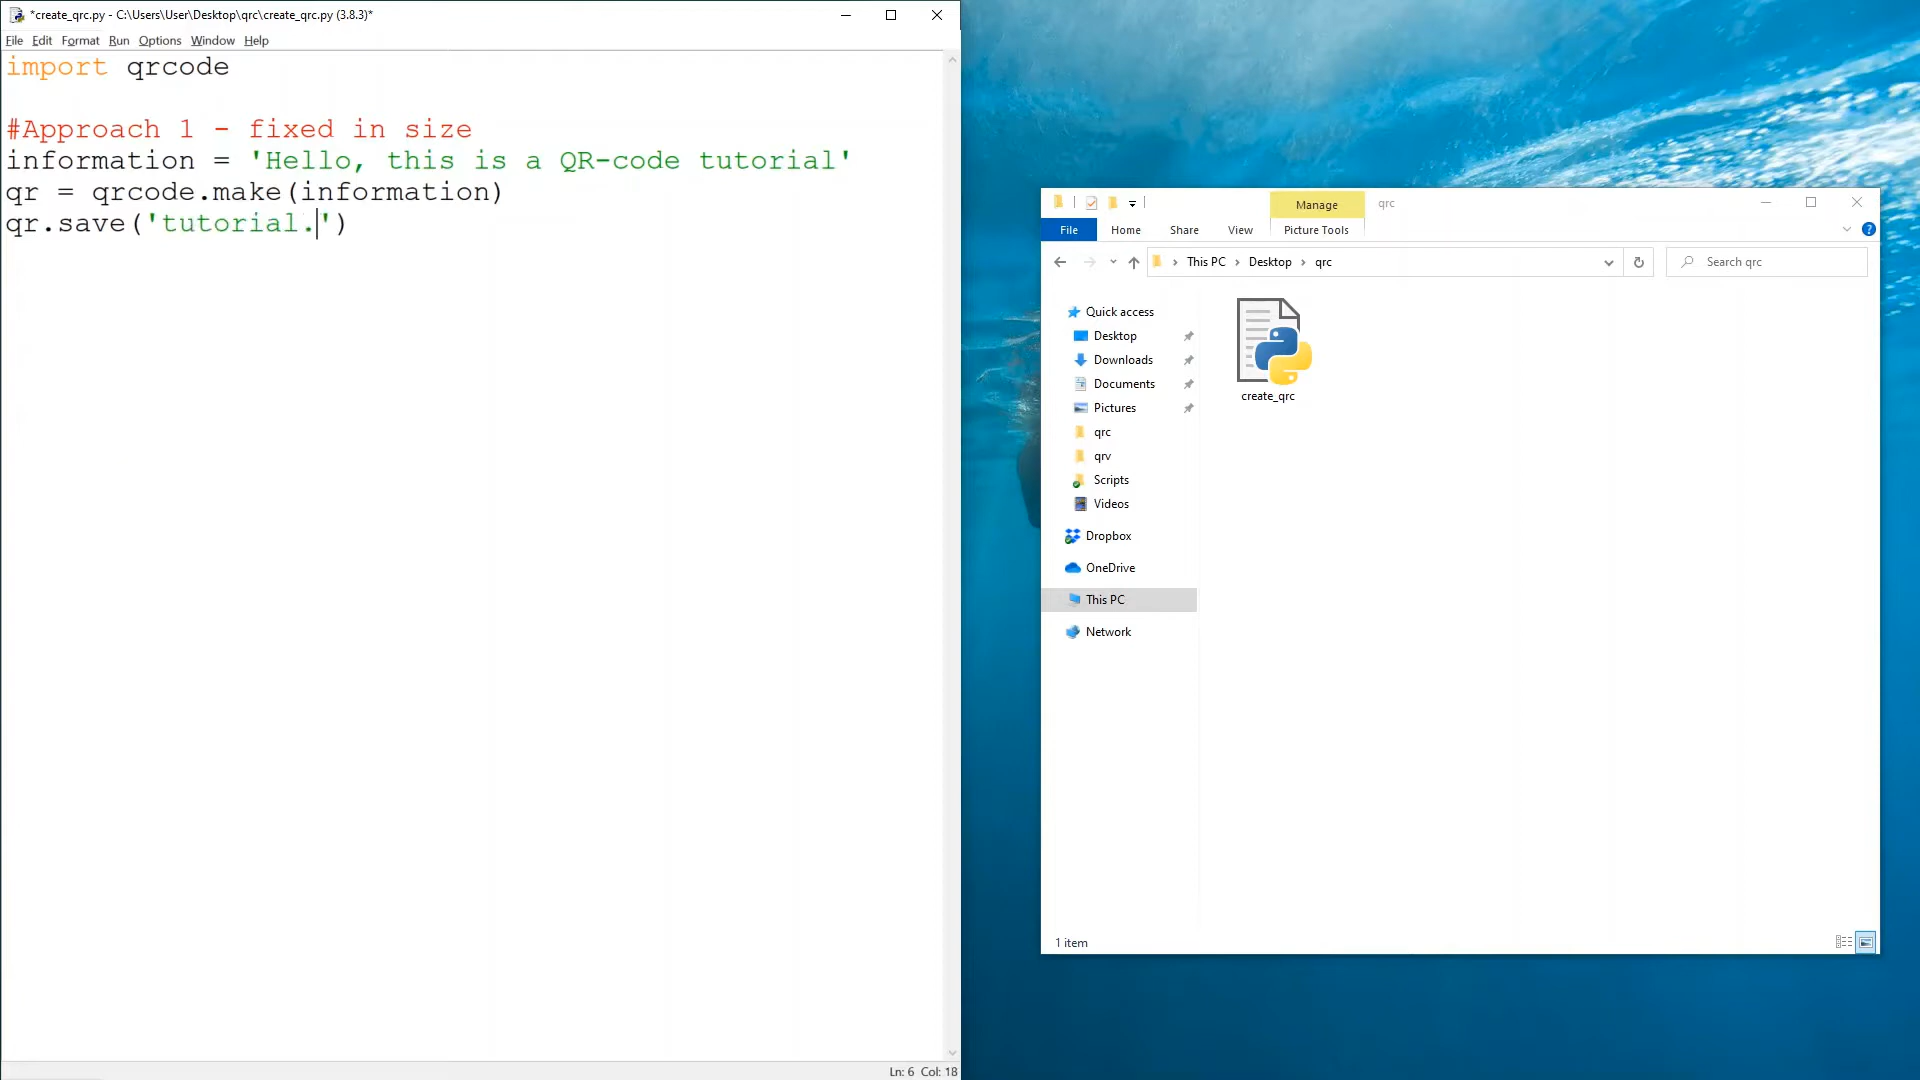 *create_qrc.py - C:\Users\User\Desktop\qrc\create_qrc.py (3.8.3)*
File Edit Format Run Options Window Help
import qrcode
#Approach 1 - fixed in size
information = 'Hello, this is a QR-code tutorial'
qr = qrcode.make(information)
qr.save('tutorial.')
Ln: 6 Col: 18
Manage qrc
File Home Share View Picture Tools
This PC Desktop qrc
Search qrc
Quick access
Desktop
Downloads
Documents
Pictures
qrc
qrv
Scripts
Videos
Dropbox
OneDrive
This PC
Network
create_qrc
1 item